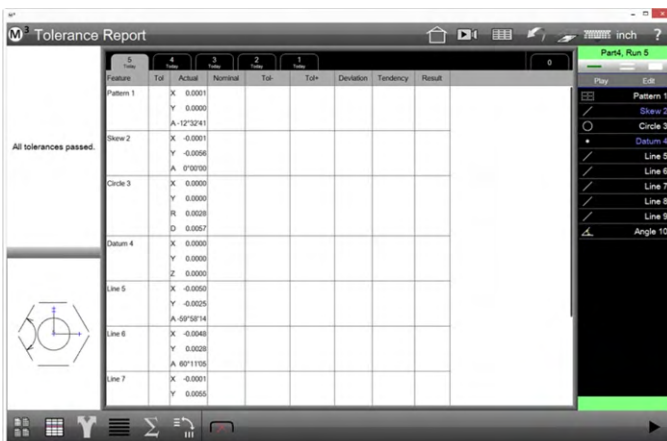 M3 Tolerance Report
inch ?
5 Today 4 Today 3 Today 2 Today 1 Today 0
Part4, Run 5
Play Edit
Feature Tol Actual Nominal Tol- Tol+ Deviation Tendency Result
All tolerances passed.
Pattern 1 X 0.0001
Y 0.0000
A -12°32'41
Skew 2 X -0.0001
Y -0.0056
A 0°00'00
Circle 3 X 0.0000
Y 0.0000
R 0.0028
D 0.0057
Datum 4 X 0.0000
Y 0.0000
Z 0.0000
Line 5 X -0.0050
Y -0.0025
A -59°58'14
Line 6 X -0.0048
Y 0.0028
A 60°11'05
Line 7 X -0.0001
Y 0.0055
Pattern 1
Skew 2
Circle 3
Datum 4
Line 5
Line 6
Line 7
Line 8
Line 9
Angle 10